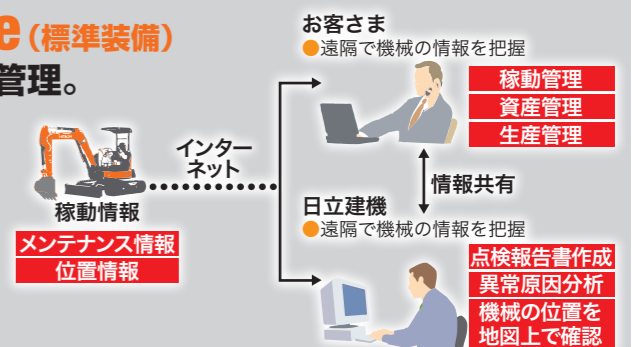 e（標準装備）
管理。
お客さま
●遠隔で機械の情報を把握
稼動管理
資産管理
生産管理
インター
ネット
稼動情報
メンテナンス情報
位置情報
情報共有
日立建機
●遠隔で機械の情報を把握
点検報告書作成
異常原因分析
機械の位置を
地図上で確認